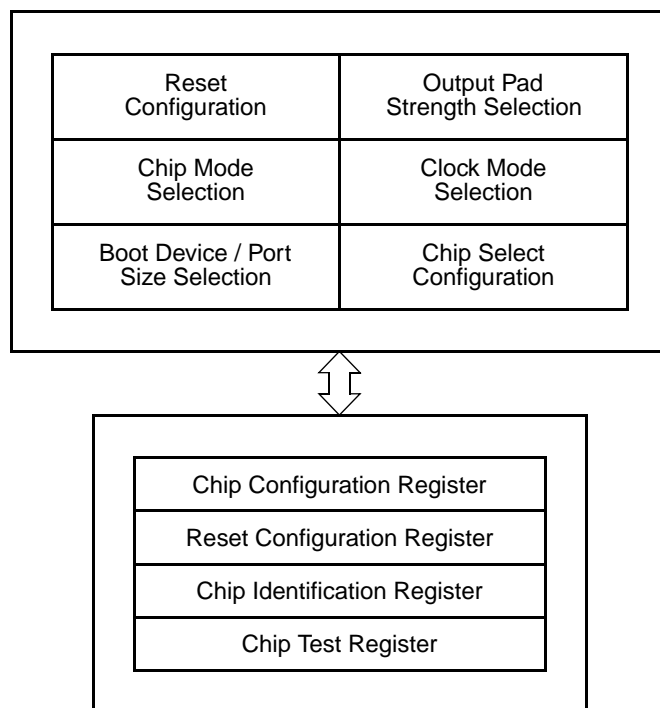 Reset
Configuration
Output Pad
Strength Selection
Chip Mode
Selection
Clock Mode
Selection
Boot Device / Port
Size Selection
Chip Select
Configuration
Chip Configuration Register
Reset Configuration Register
Chip Identification Register
Chip Test Register